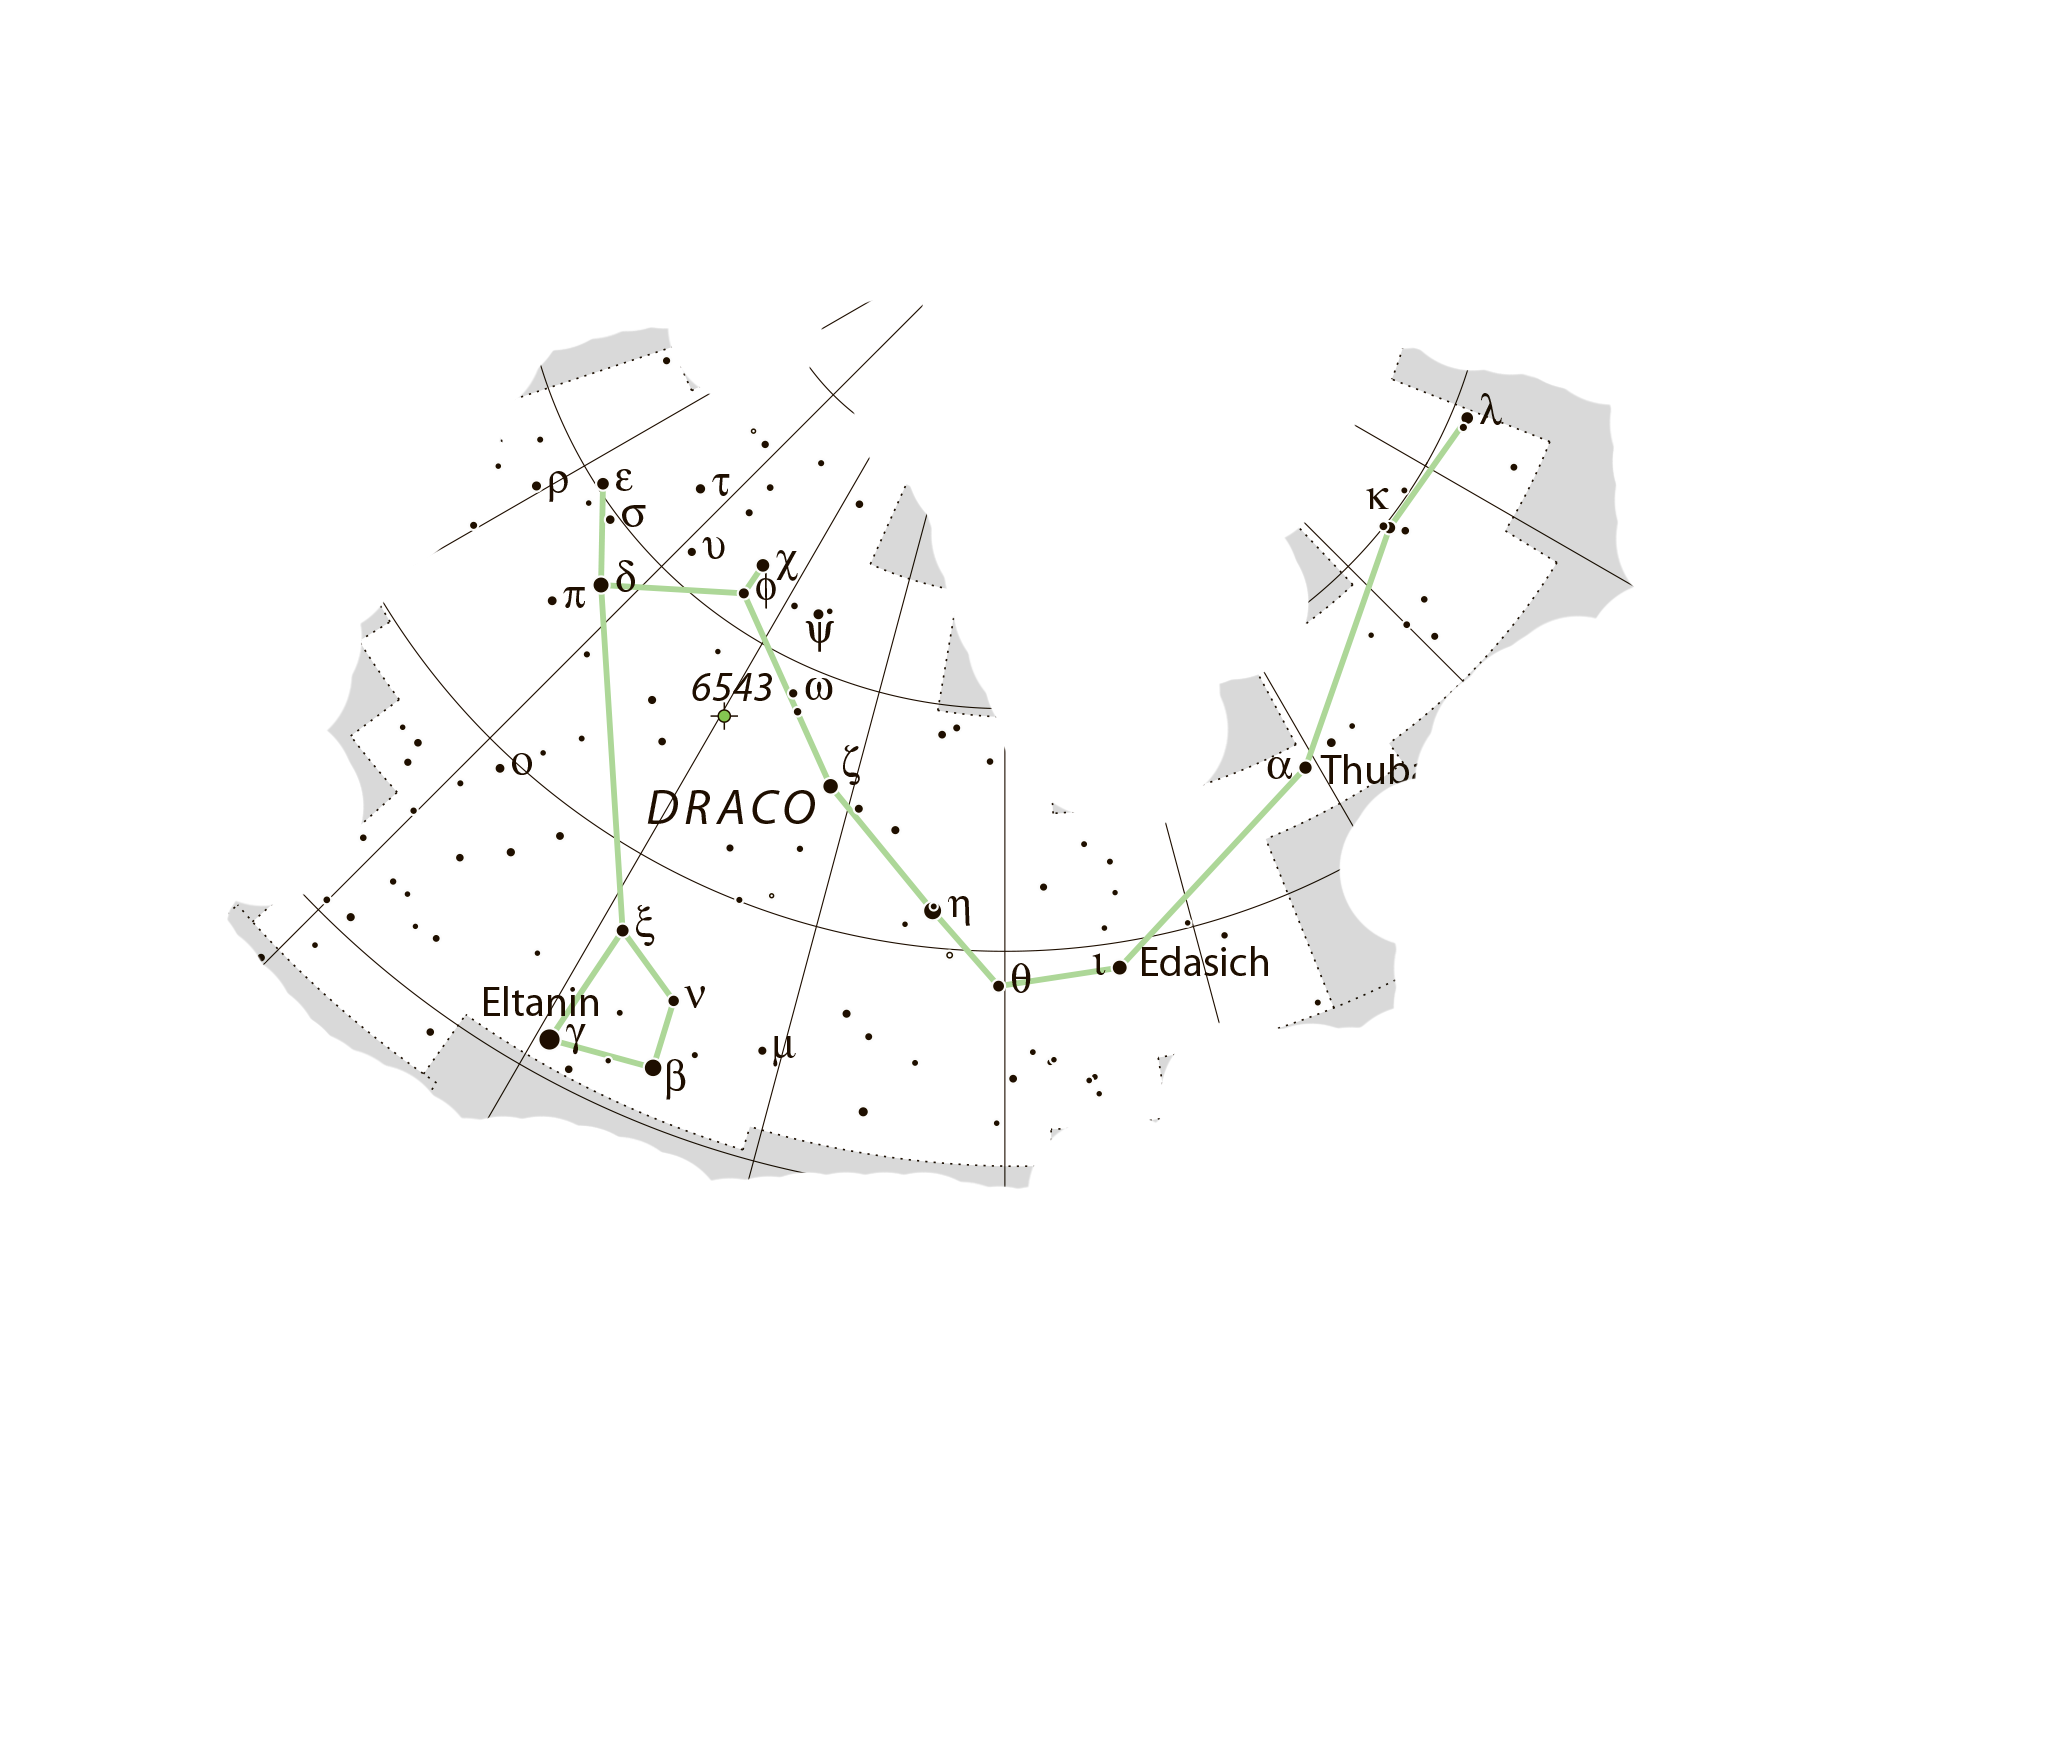 λ
ρ
ε
τ
κ
σ
υ
χ
δ
ϕ
π
ψ
6543
ω
ζ
α Thub
ο
DRACO
η
ξ
ι Edasich
θ
Eltanin
ν
γ
μ
β